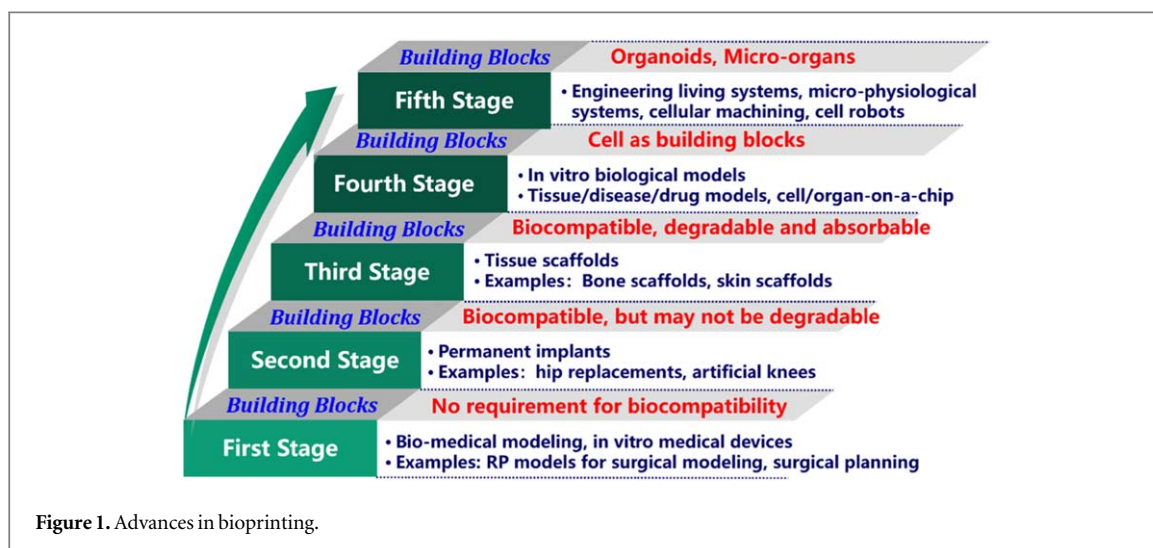 Building Blocks Organoids, Micro-organs
Fifth Stage
• Engineering living systems, micro-physiological
systems, cellular machining, cell robots
Building Blocks Cell as building blocks
Fourth Stage
• In vitro biological models
• Tissue/disease/drug models, cell/organ-on-a-chip
Building Blocks Biocompatible, degradable and absorbable
Third Stage
• Tissue scaffolds
• Examples: Bone scaffolds, skin scaffolds
Building Blocks Biocompatible, but may not be degradable
Second Stage
• Permanent implants
• Examples: hip replacements, artificial knees
Building Blocks No requirement for biocompatibility
First Stage
• Bio-medical modeling, in vitro medical devices
• Examples: RP models for surgical modeling, surgical planning
Figure 1. Advances in bioprinting.